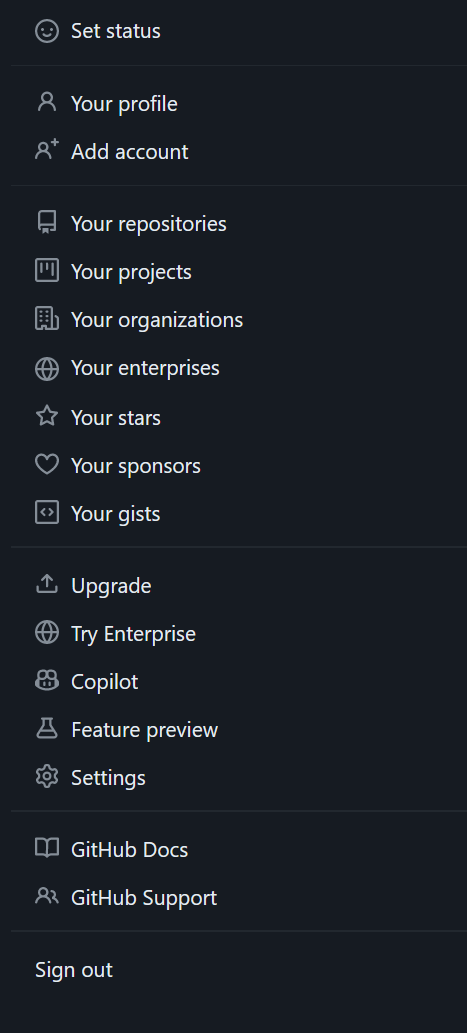 Set status
Your profile
Add account
Your repositories
Your projects
Your organizations
Your enterprises
Your stars
Your sponsors
Your gists
Upgrade
Try Enterprise
Copilot
Feature preview
Settings
GitHub Docs
GitHub Support
Sign out